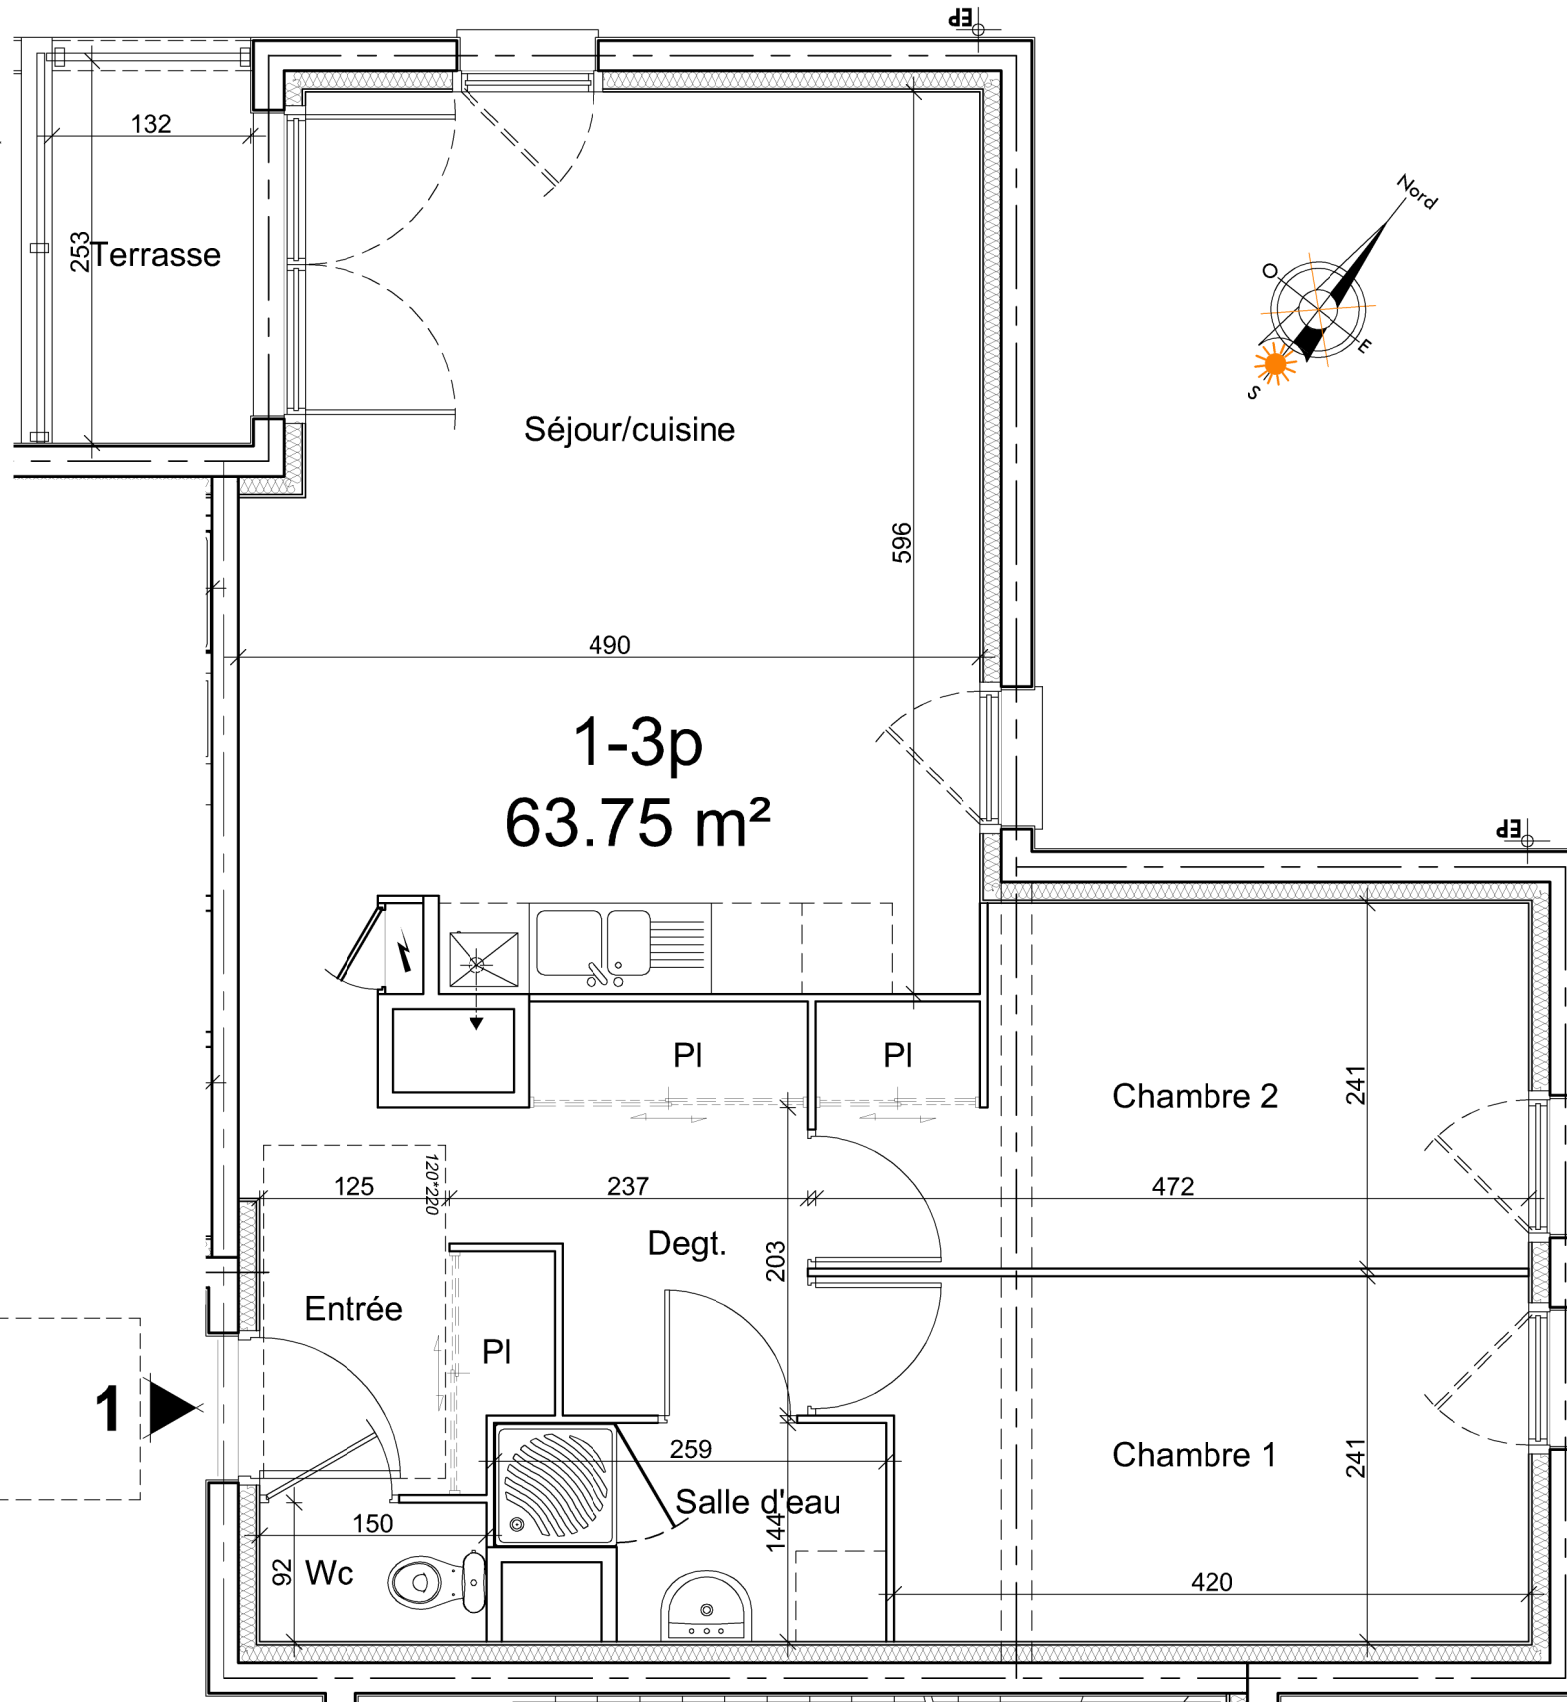 EP
132
Nord
253
Terrasse
O
E
S
Séjour/cuisine
596
490
1-3p
63.75 m²
EP
Pl
Pl
241
Chambre 2
120*220
125
237
472
Degt.
203
Entrée
Pl
1
259
241
Chambre 1
Salle d'eau
150
144
92
Wc
420